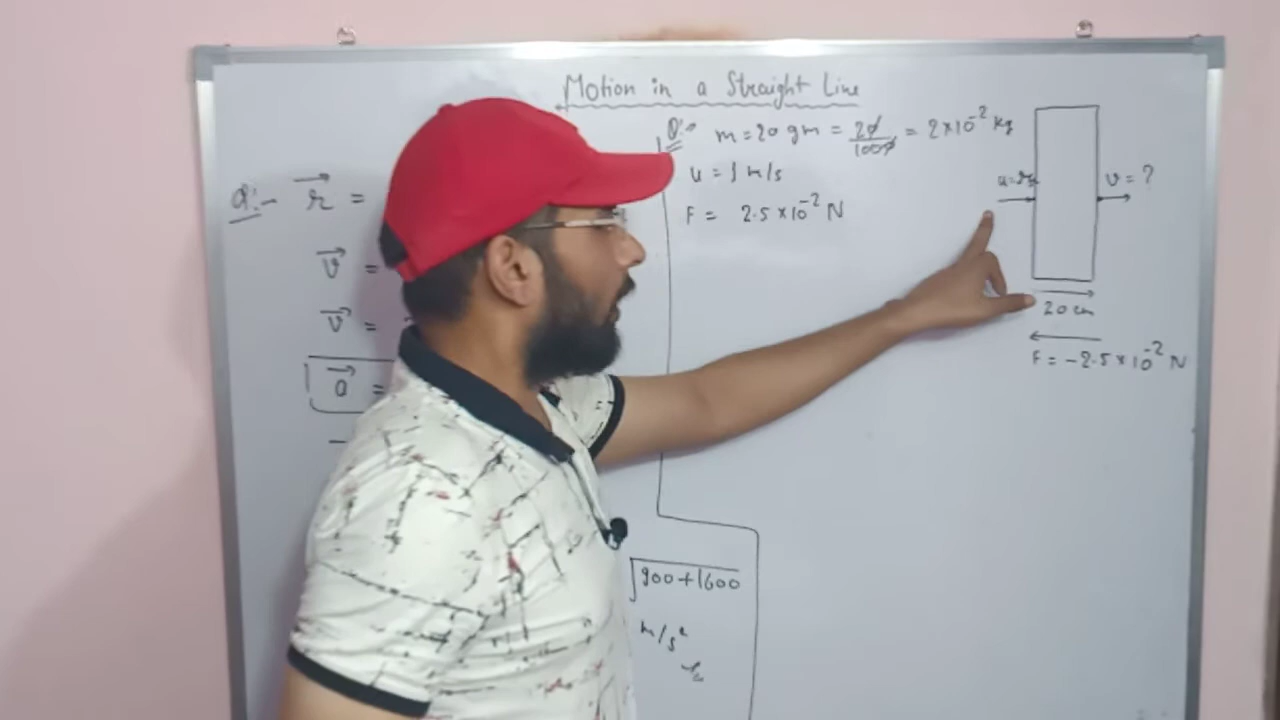 Motion in a Straight Line
Q:- r⃗ =
v⃗ =
v⃗ =
a⃗ =
√900+1600
m/s²
Q:- m = 20 gm = 20/1000 = 2×10⁻² kg
u = 1 m/s
F = 2.5×10⁻² N
v = ?
20 cm
F = -2.5×10⁻² N